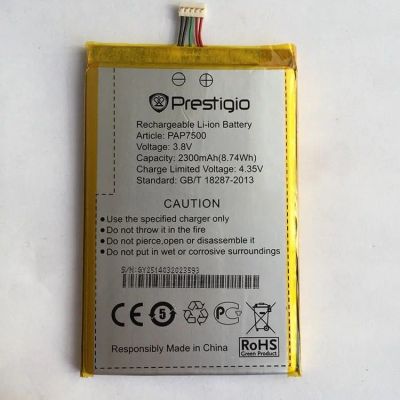 Prestigio
Rechargeable Li-ion Battery
Article: PAP7500
Voltage: 3.8V
Capacity: 2300mAh(8.74Wh)
Charge Limited Voltage: 4.35V
Standard: GB/T 18287-2013
CAUTION
●Use the specified charger only
●Do not throw it in fire
●Do not pierce,open or disassemble it
●Do not put in wet or corrosive surroundings
S/N: GY2514032023593
CE 5 PC
RoHS
Green Product
Responsibly Made in China